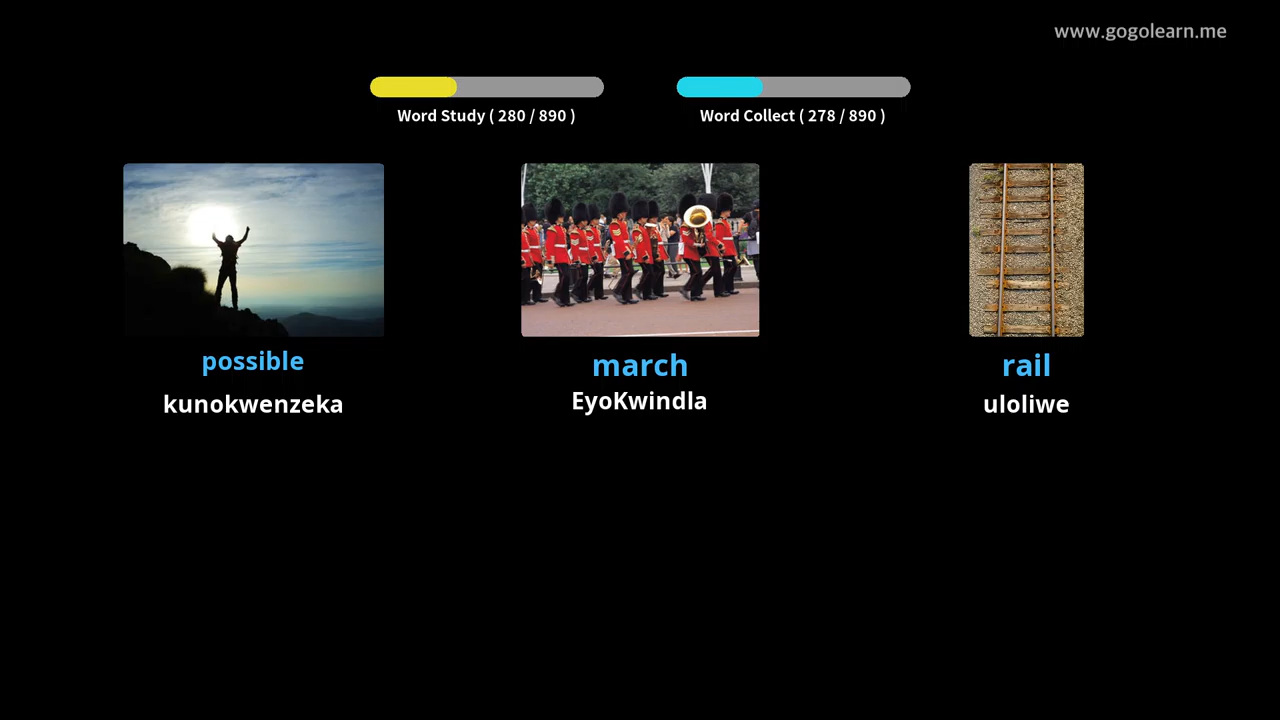 www.gogolearn.me
Word Study ( 280 / 890 )
Word Collect ( 278 / 890 )
possible
march
rail
kunokwenzeka
EyoKwindla
uloliwe